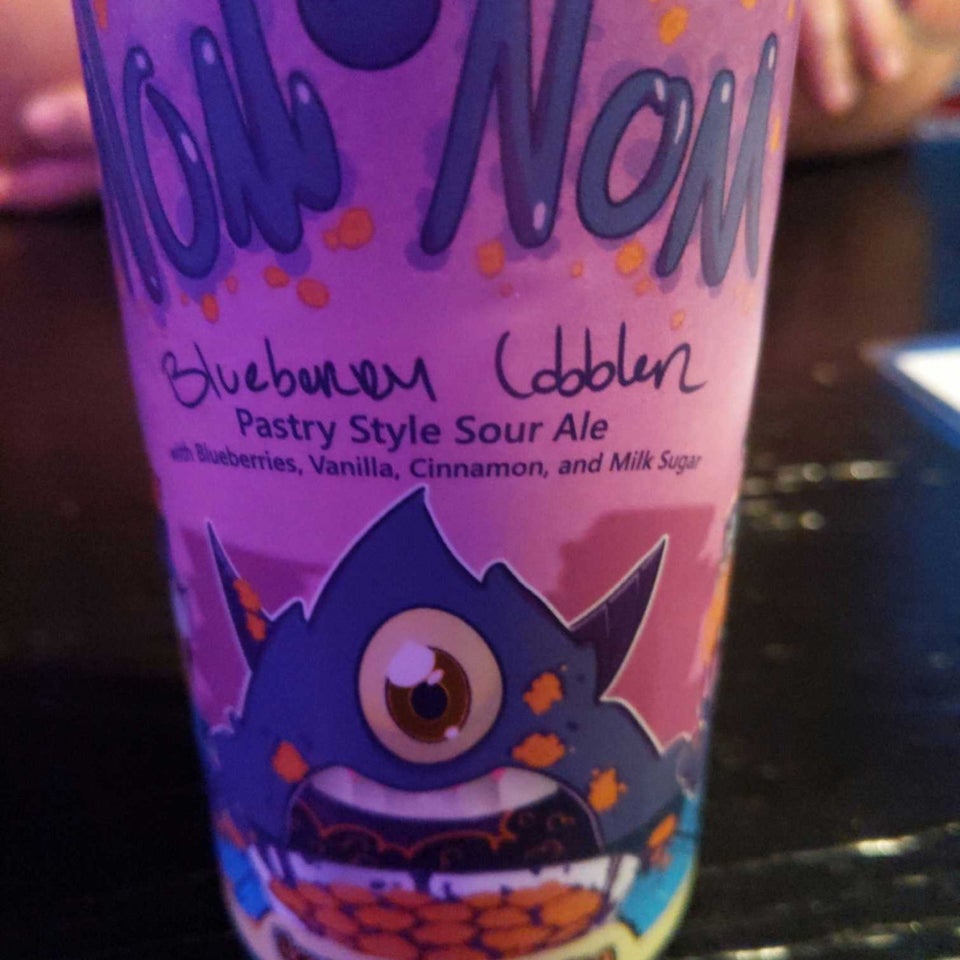 Nom Nom
Blueberry Cobbler
Pastry Style Sour Ale
with Blueberries, Vanilla, Cinnamon, and Milk Sugar